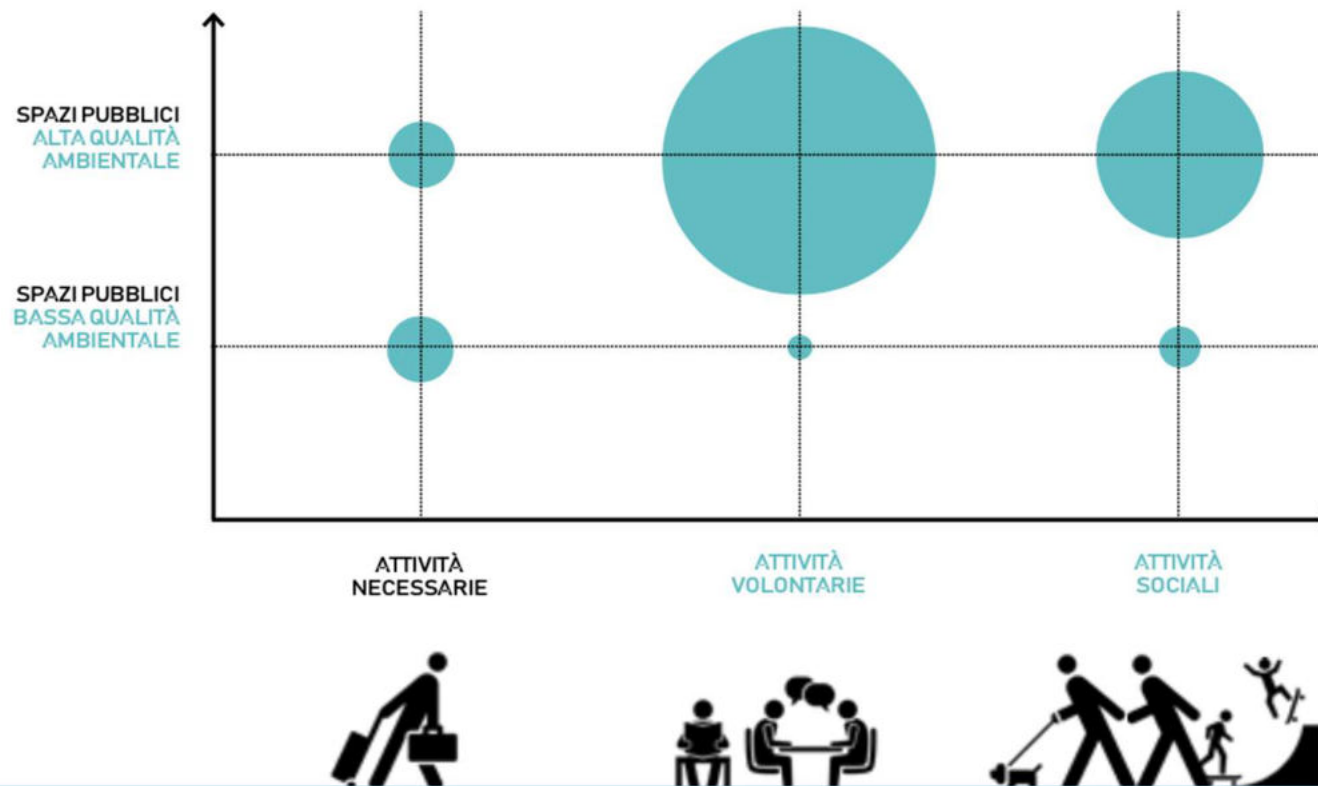 SPAZI PUBBLICI
ALTA QUALITÀ
AMBIENTALE
SPAZI PUBBLICI
BASSA QUALITÀ
AMBIENTALE
ATTIVITÀ
NECESSARIE
ATTIVITÀ
VOLONTARIE
ATTIVITÀ
SOCIALI